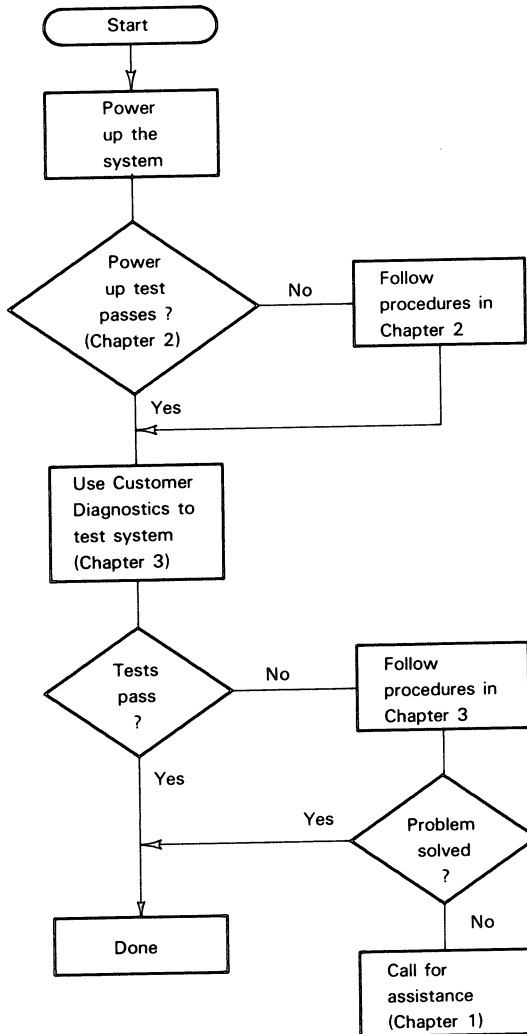 Start
Power
up the
system
Power
up test
passes ?
(Chapter 2)
No
Follow
procedures in
Chapter 2
Yes
Use Customer
Diagnostics to
test system
(Chapter 3)
Tests
pass
?
No
Follow
procedures in
Chapter 3
Yes
Yes
Problem
solved
?
No
Done
Call for
assistance
(Chapter 1)